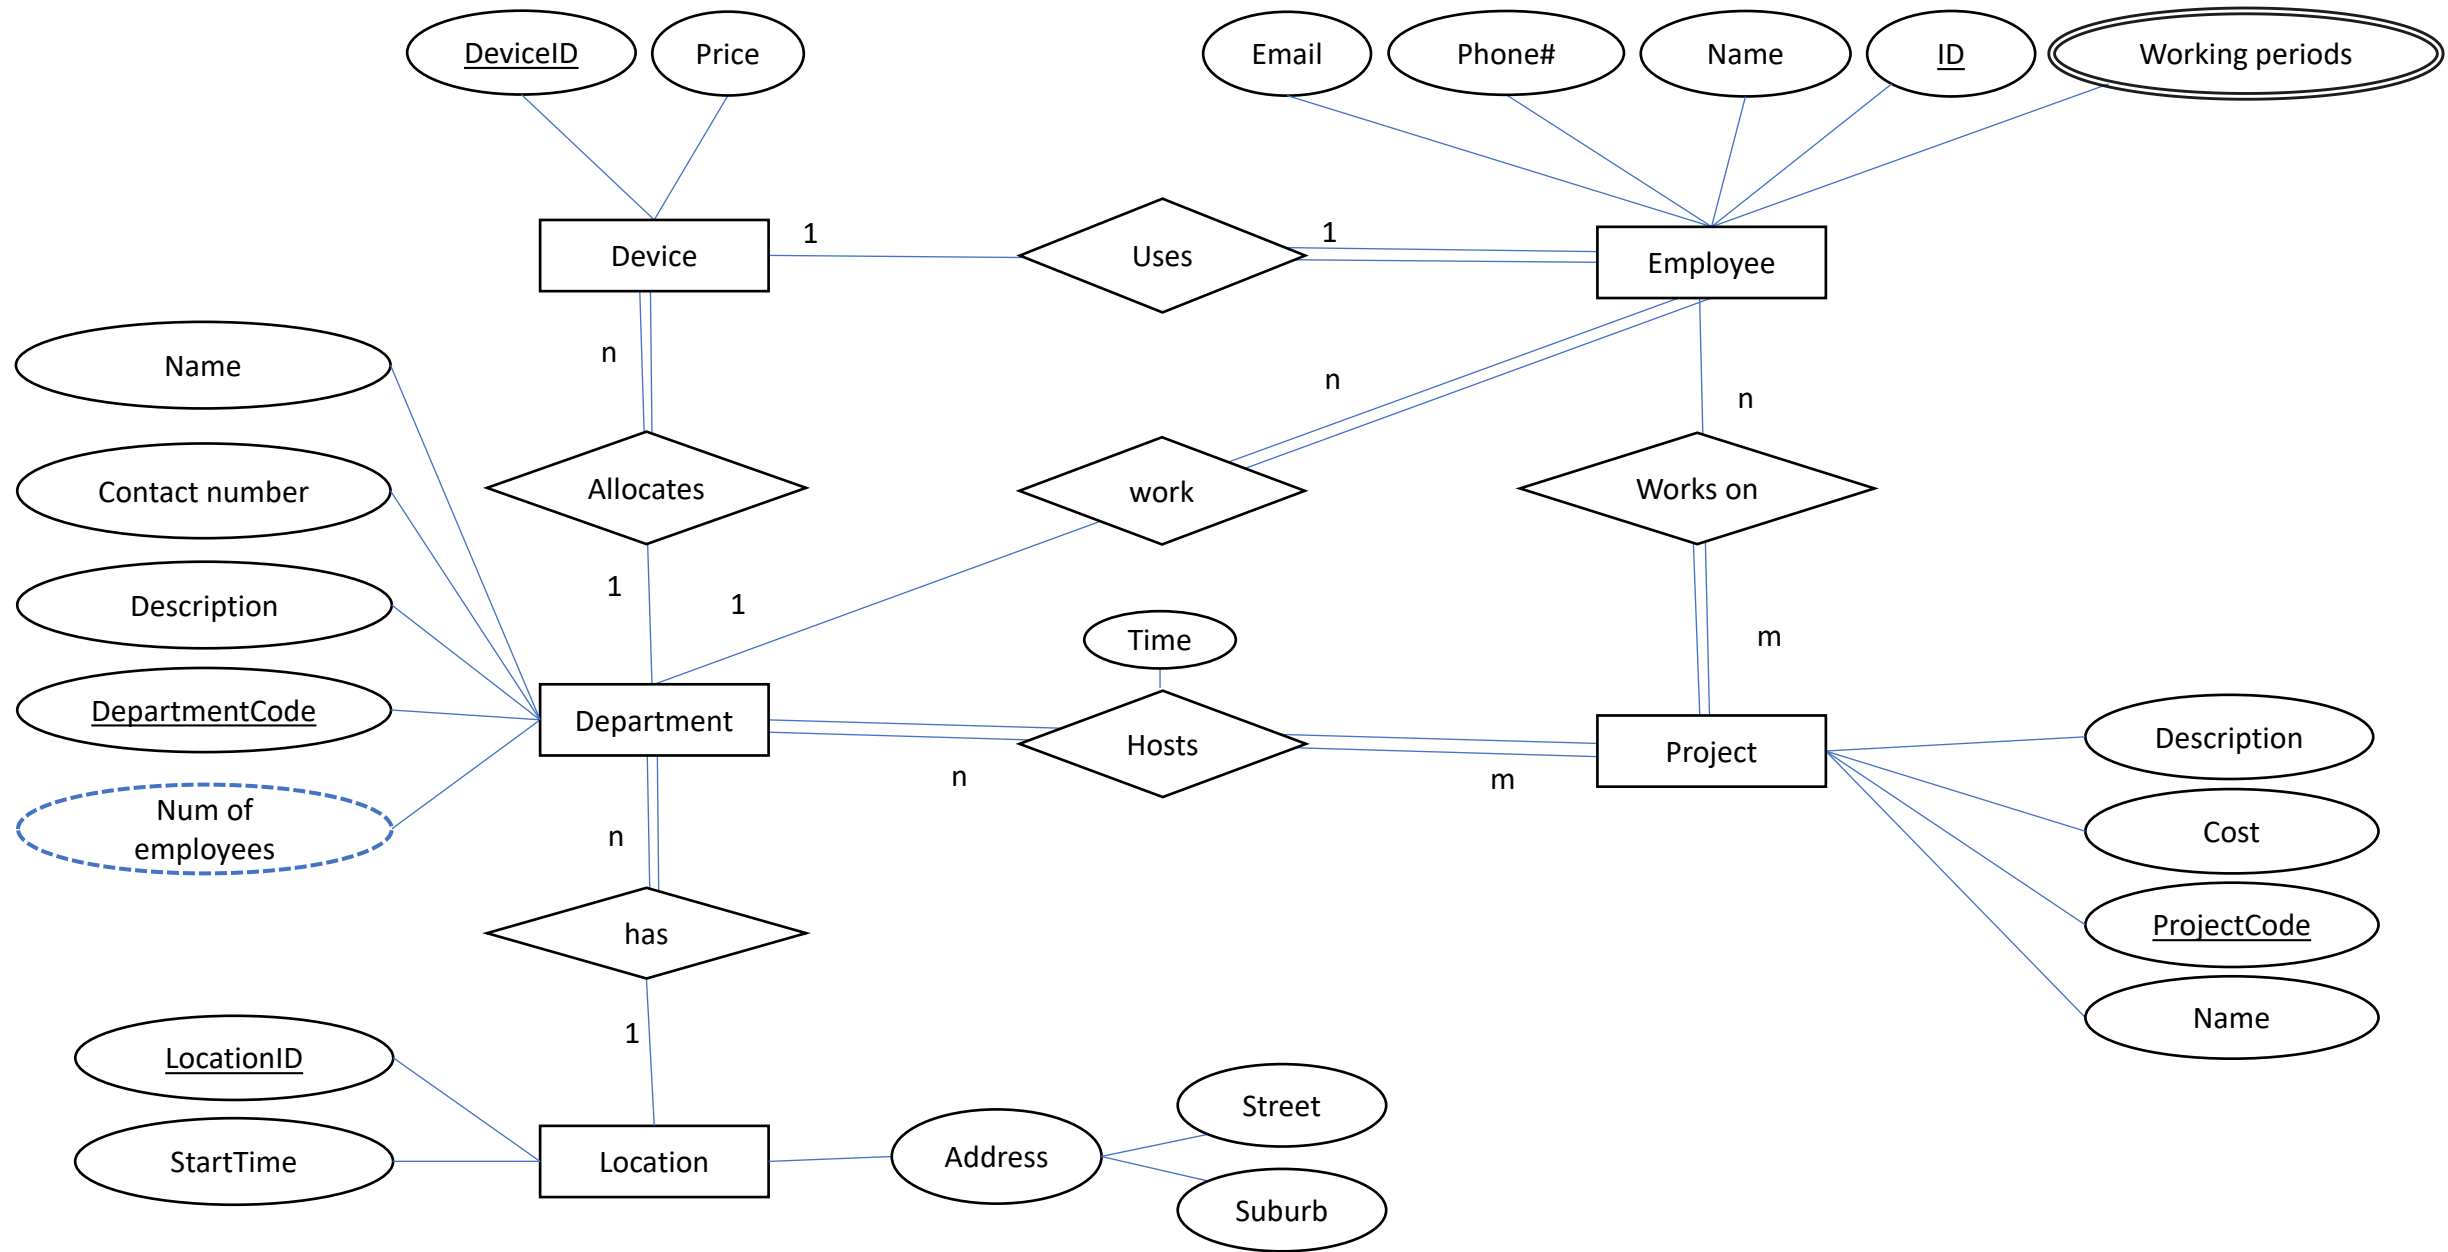 DeviceID
Price
Email
Phone#
Name
ID
Working periods
1
1
Device
Uses
Employee
n
Name
n
n
Contact number
Allocates
work
Works on
1
1
Description
Time
m
DepartmentCode
Department
Hosts
Project
Description
n
m
Num of
employees
n
Cost
has
ProjectCode
1
Name
LocationID
StartTime
Location
Address
Street
Suburb